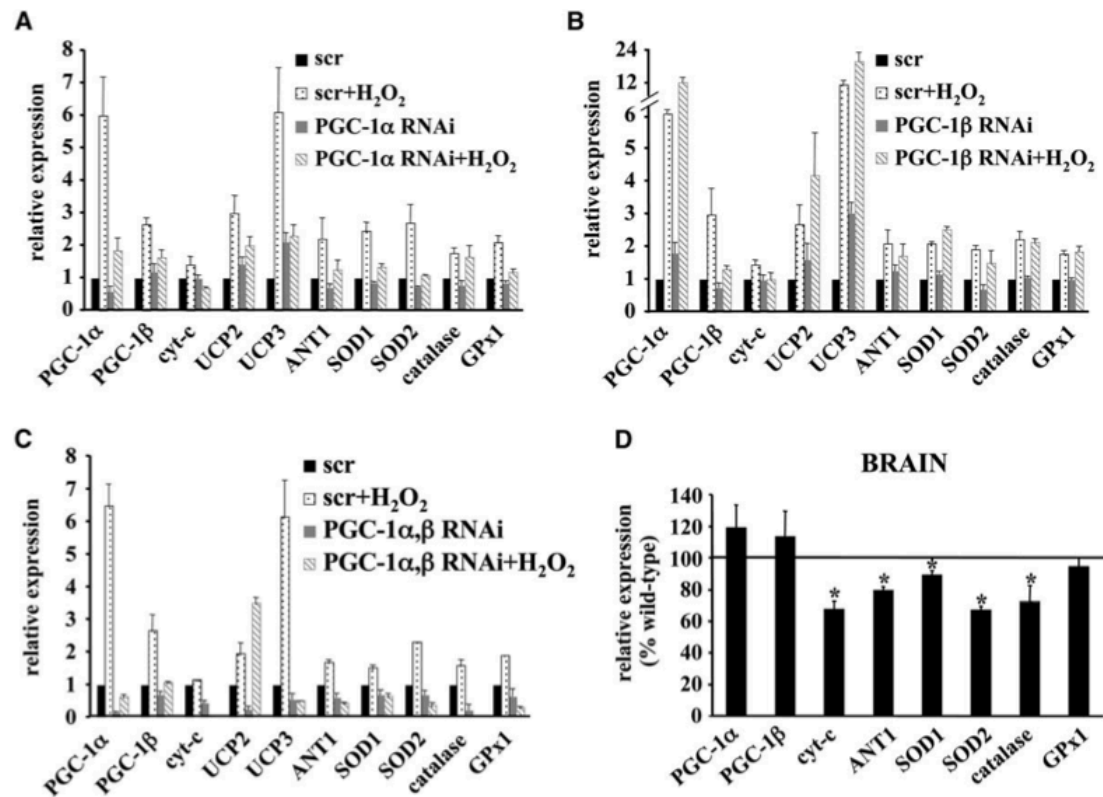 A
relative expression
8
7
6
5
4
3
2
1
0
scr
scr+H₂O₂
PGC-1α RNAi
PGC-1α RNAi+H₂O₂
PGC-1α
PGC-1β
cyt-c
UCP2
UCP3
ANT1
SOD1
SOD2
catalase
GPx1
B
relative expression
24
12
6
5
4
3
2
1
0
scr
scr+H₂O₂
PGC-1β RNAi
PGC-1β RNAi+H₂O₂
PGC-1α
PGC-1β
cyt-c
UCP2
UCP3
ANT1
SOD1
SOD2
catalase
GPx1
C
relative expression
8
7
6
5
4
3
2
1
0
scr
scr+H₂O₂
PGC-1α,β RNAi
PGC-1α,β RNAi+H₂O₂
PGC-1α
PGC-1β
cyt-c
UCP2
UCP3
ANT1
SOD1
SOD2
catalase
GPx1
D
BRAIN
relative expression
(% wild-type)
140
120
100
80
60
40
20
0
* * * * *
PGC-1α
PGC-1β
cyt-c
ANT1
SOD1
SOD2
catalase
GPx1